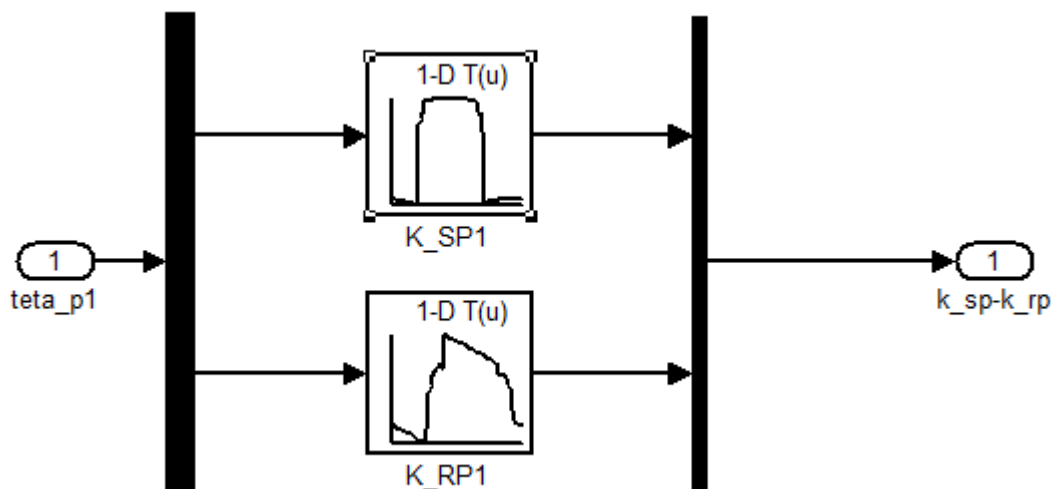 1-D T(u)
K_SP1
1
teta_p1
1
k_sp-k_rp
1-D T(u)
K_RP1